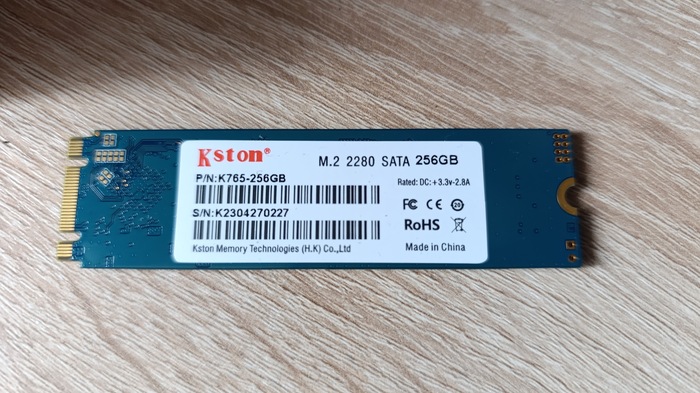 Kston®
M.2 2280 SATA 256GB
P/N:K765-256GB
Rated: DC:+3.3v-2.8A
FC CE 20
S/N:K2304270227
RoHS
Kston Memory Technologies (H.K) Co.,Ltd
Made in China